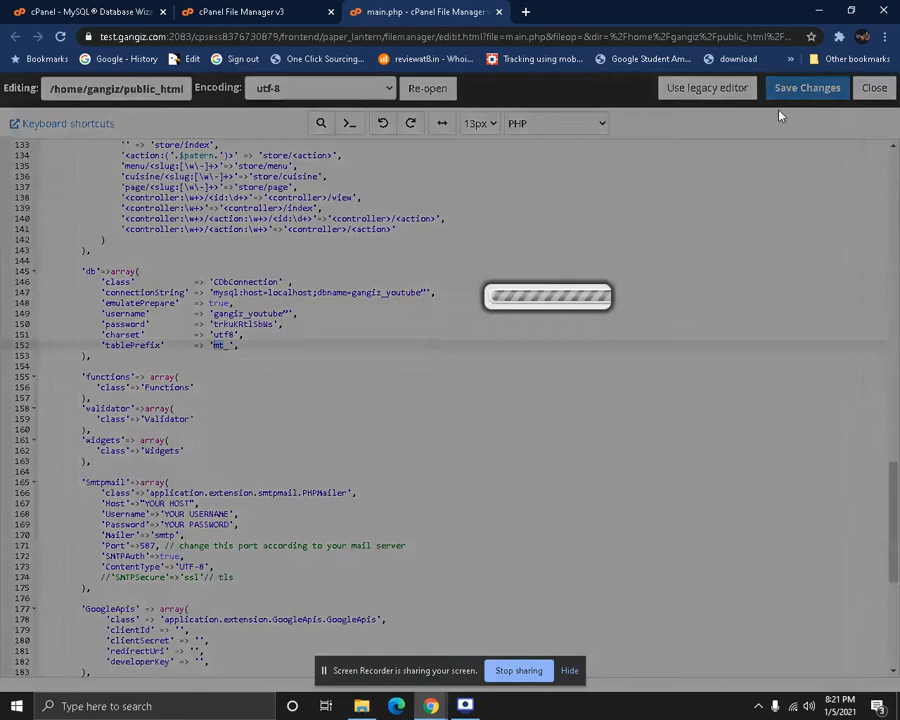 cPanel - MySQL® Database Wiza
cPanel File Manager v3
main.php - cPanel File Manager v
test.gangiz.com:2083/cpsess8376730879/frontend/paper_lantern/filemanager/editit.html?file=main.php&fileop=&dir=%2Fhome%2Fgangiz%2Fpublic_html%2F...
Bookmarks
Google - History
Edit
Sign out
One Click Sourcing...
reviewat8.in - Wor...
Tracking using mob...
Google Student Am...
download
»
Other bookmarks
Editing:
/home/gangiz/public_html
Encoding:
utf-8
Re-open
Use legacy editor
Save Changes
Close
Keyboard shortcuts
13px
PHP
133 '' => 'store/index',
134 '<action:('.$patern.')>' => 'store/<action>',
135 'menu/<slug:[\w\-]+>'=>'store/menu',
136 'cuisine/<slug:[\w\-]+>'=>'store/cuisine',
137 'page/<slug:[\w\-]+>'=>'store/page',
138 '<controller:\w+>/<id:\d+>'=>'<controller>/view',
139 '<controller:\w+>'=>'<controller>/index',
140 '<controller:\w+>/<action:\w+>/<id:\d+>'=>'<controller>/<action>',
141 '<controller:\w+>/<action:\w+>'=>'<controller>/<action>'
142 )
143 ),
144
145 'db'=>array(
146 'class' => 'CDbConnection' ,
147 'connectionString' => 'mysql:host=localhost;dbname=gangiz_youtube"',
148 'emulatePrepare' => true,
149 'username' => 'gangiz_youtube"',
150 'password' => 'trkuKRtlSbWs',
151 'charset' => 'utf8',
152 'tablePrefix' => 'mt_',
153 ),
154
155 'functions'=> array(
156 'class'=>'Functions'
157 ),
158 'validator'=>array(
159 'class'=>'Validator'
160 ),
161 'widgets'=> array(
162 'class'=>'Widgets'
163 ),
164
165 'Smtpmail'=>array(
166 'class'=>'application.extension.smtpmail.PHPMailer',
167 'Host'=>"YOUR HOST",
168 'Username'=>'YOUR USERNAME',
169 'Password'=>'YOUR PASSWORD',
170 'Mailer'=>'smtp',
171 'Port'=>587, // change this port according to your mail server
172 'SMTPAuth'=>true,
173 'ContentType'=>'UTF-8',
174 //'SMTPSecure'=>'ssl'// tls
175 ),
176
177 'GoogleApis' => array(
178 'class' => 'application.extension.GoogleApis.GoogleApis',
179 'clientId' => '',
180 'clientSecret' => '',
181 'redirectUri' => '',
182 'developerKey' => '',
183 ),
Screen Recorder is sharing your screen.
Stop sharing
Hide
Type here to search
8:21 PM
1/5/2021
3